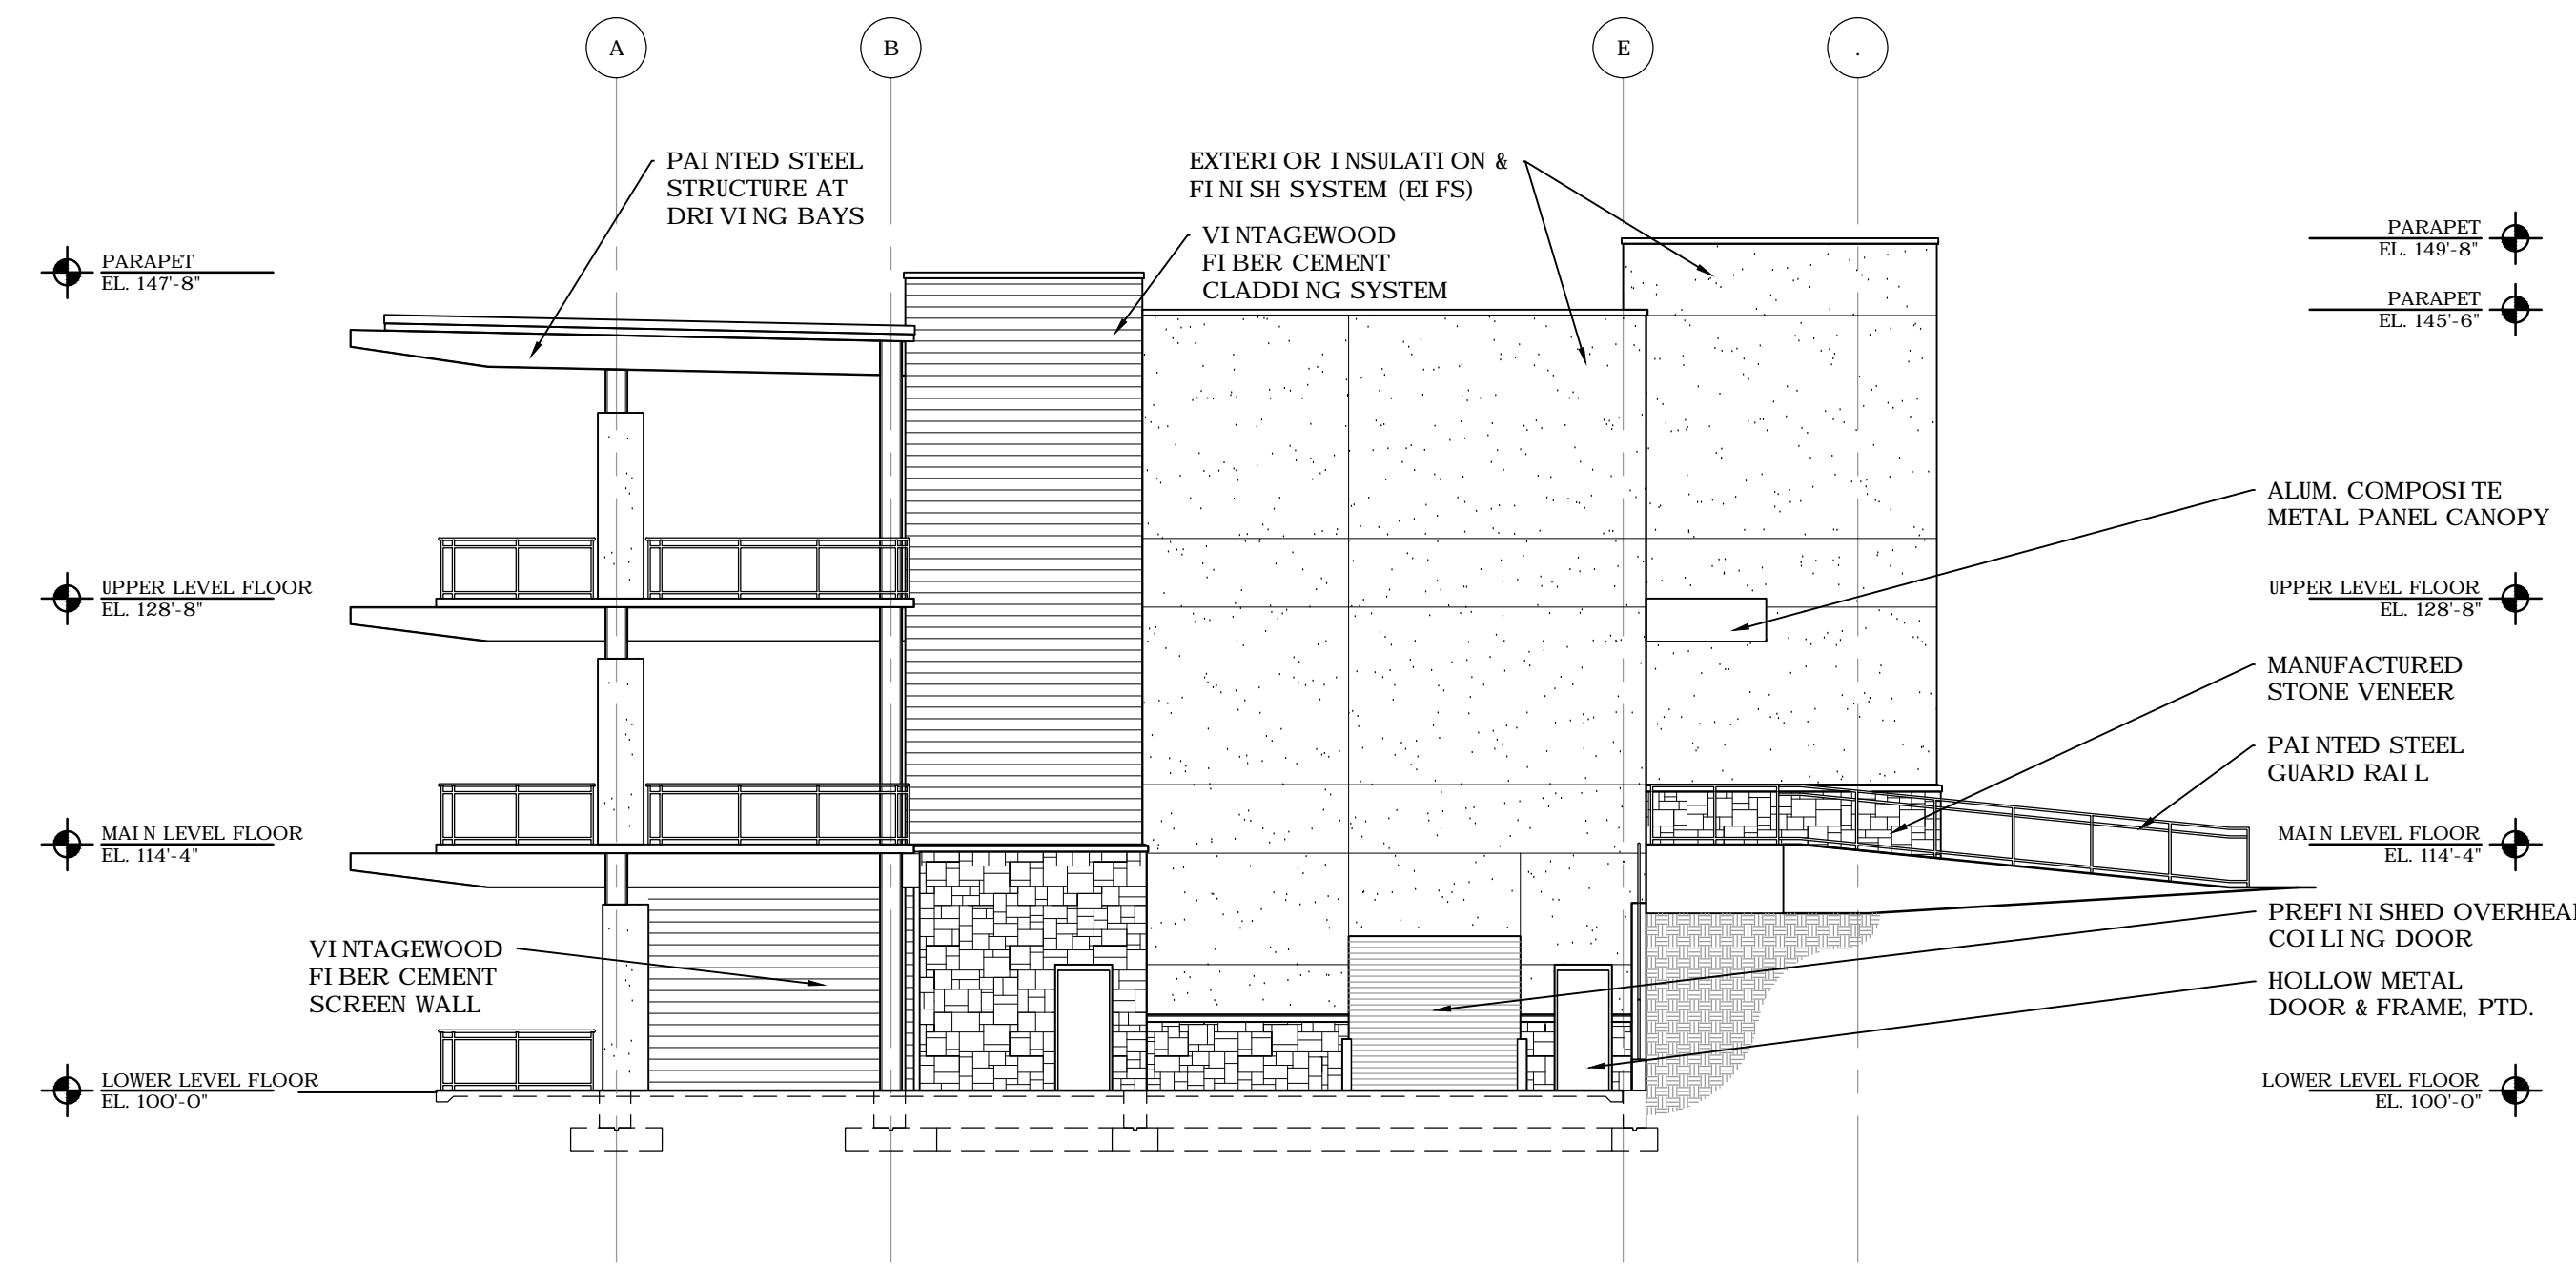 A
B
E
.
PAINTED STEEL
STRUCTURE AT
DRIVING BAYS
EXTERIOR INSULATION &
FINISH SYSTEM (EIFS)
VINTAGEWOOD
FIBER CEMENT
CLADDING SYSTEM
PARAPET
EL. 147'-8"
PARAPET
EL. 149'-8"
PARAPET
EL. 145'-6"
ALUM. COMPOSITE
METAL PANEL CANOPY
UPPER LEVEL FLOOR
EL. 128'-8"
UPPER LEVEL FLOOR
EL. 128'-8"
MANUFACTURED
STONE VENEER
PAINTED STEEL
GUARD RAIL
MAIN LEVEL FLOOR
EL. 114'-4"
MAIN LEVEL FLOOR
EL. 114'-4"
PREFINISHED OVERHEA
COILING DOOR
VINTAGEWOOD
FIBER CEMENT
SCREEN WALL
HOLLOW METAL
DOOR & FRAME, PTD.
LOWER LEVEL FLOOR
EL. 100'-0"
LOWER LEVEL FLOOR
EL. 100'-0"